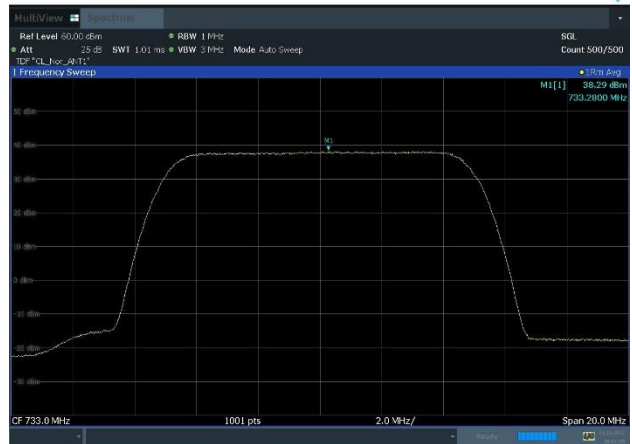 MultiView Spectrum
Ref Level 60.00 dBm RBW 1 MHz SGL
Att 25 dB SWT 1.01 ms VBW 3 MHz Mode Auto Sweep Count 500/500
TDF "CL_Nor_ANT1"
1 Frequency Sweep 1Rm Avg
M1[1] 38.29 dBm
733.2800 MHz
50 dBm
M1
40 dBm
30 dBm
20 dBm
10 dBm
0 dBm
-10 dBm
-20 dBm
-30 dBm
CF 733.0 MHz 1001 pts 2.0 MHz/ Span 20.0 MHz
Ready